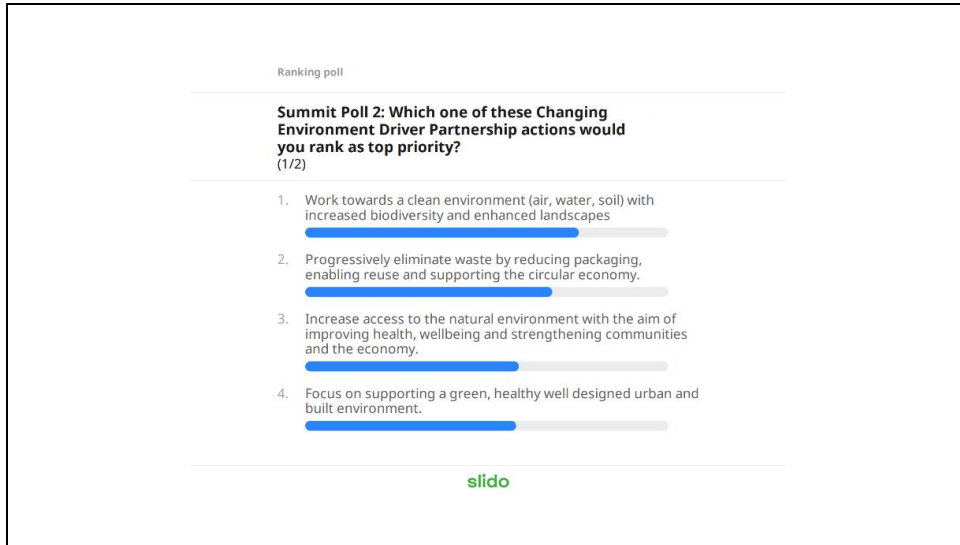 Ranking poll
Summit Poll 2: Which one of these Changing
Environment Driver Partnership actions would
you rank as top priority?
(1/2)
1. Work towards a clean environment (air, water, soil) with
increased biodiversity and enhanced landscapes
2. Progressively eliminate waste by reducing packaging,
enabling reuse and supporting the circular economy.
3. Increase access to the natural environment with the aim of
improving health, wellbeing and strengthening communities
and the economy.
4. Focus on supporting a green, healthy well designed urban and
built environment.
slido